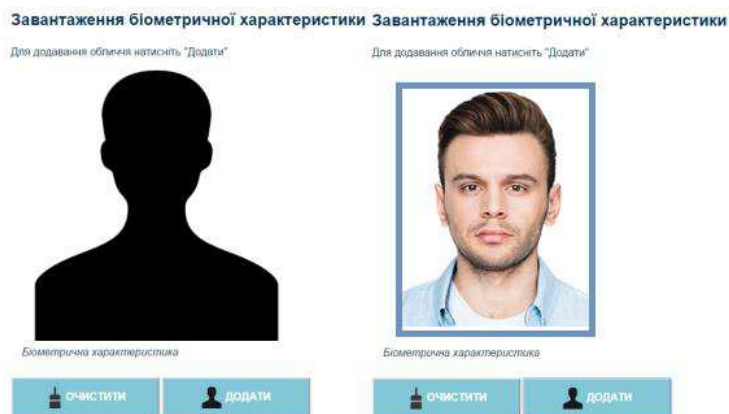 Завантаження біометричної характеристики
Для додавання обличчя натисніть "Додати"
Біометрична характеристика
ОЧИСТИТИ
ДОДАТИ
Завантаження біометричної характеристики
Для додавання обличчя натисніть "Додати"
Біометрична характеристика
ОЧИСТИТИ
ДОДАТИ